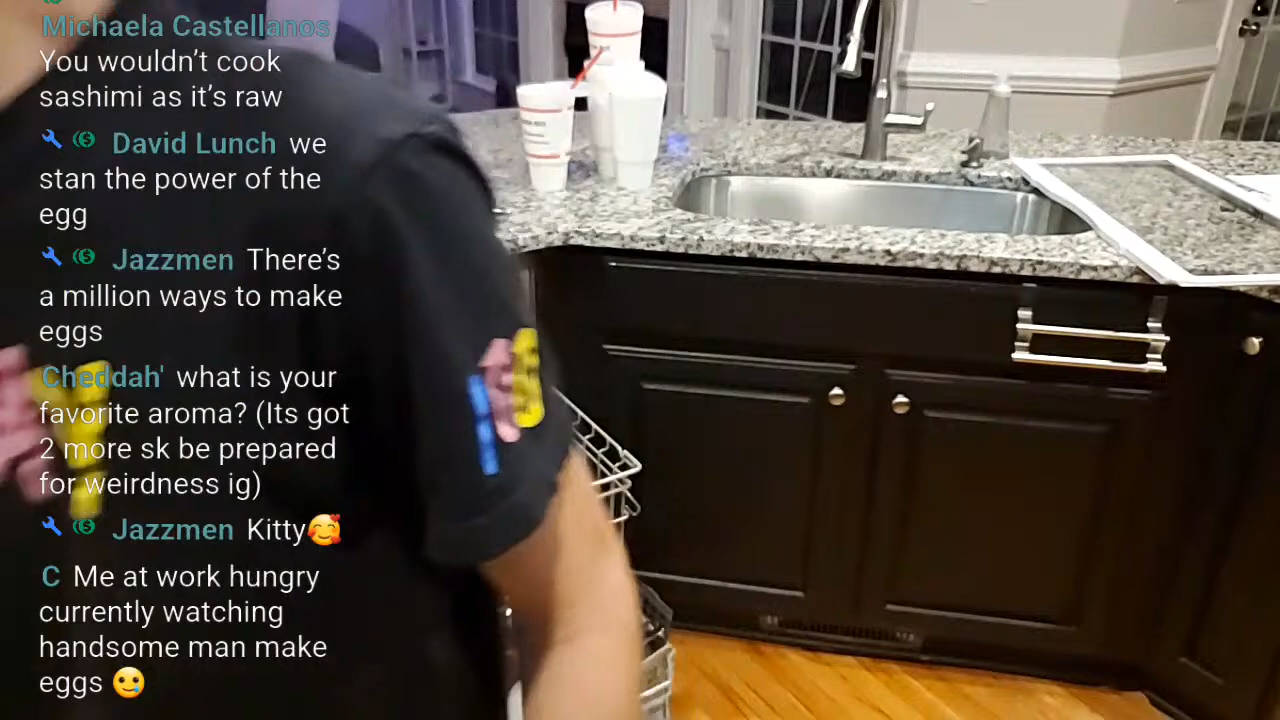 Michaela Castellanos
You wouldn’t cook
sashimi as it’s raw
David Lunch we
stan the power of the
egg
Jazzmen There’s
a million ways to make
eggs
Cheddah' what is your
favorite aroma? (Its got
2 more sk be prepared
for weirdness ig)
Jazzmen Kitty🥰
C Me at work hungry
currently watching
handsome man make
eggs 🥲